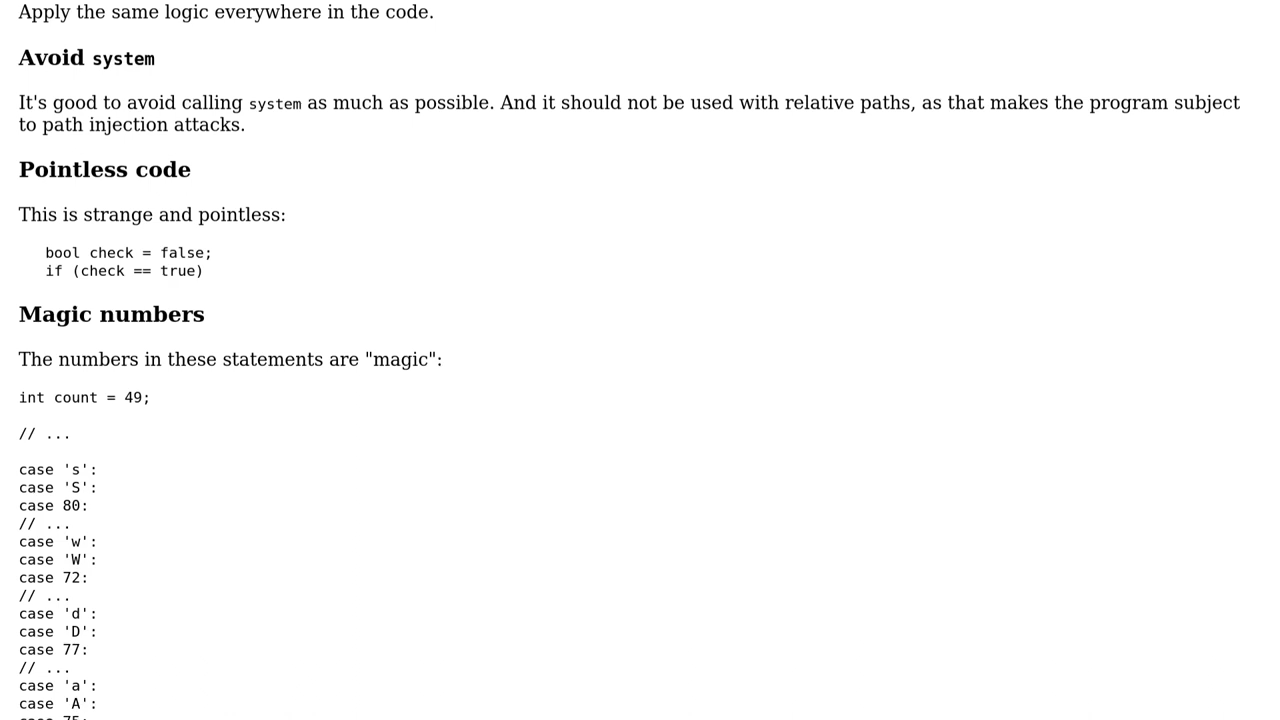 Apply the same logic everywhere in the code.
Avoid system
It's good to avoid calling system as much as possible. And it should not be used with relative paths, as that makes the program subject
to path injection attacks.
Pointless code
This is strange and pointless:
bool check = false;
if (check == true)
Magic numbers
The numbers in these statements are "magic":
int count = 49;
// ...
case 's':
case 'S':
case 80:
// ...
case 'w':
case 'W':
case 72:
// ...
case 'd':
case 'D':
case 77:
// ...
case 'a':
case 'A':
case 75: